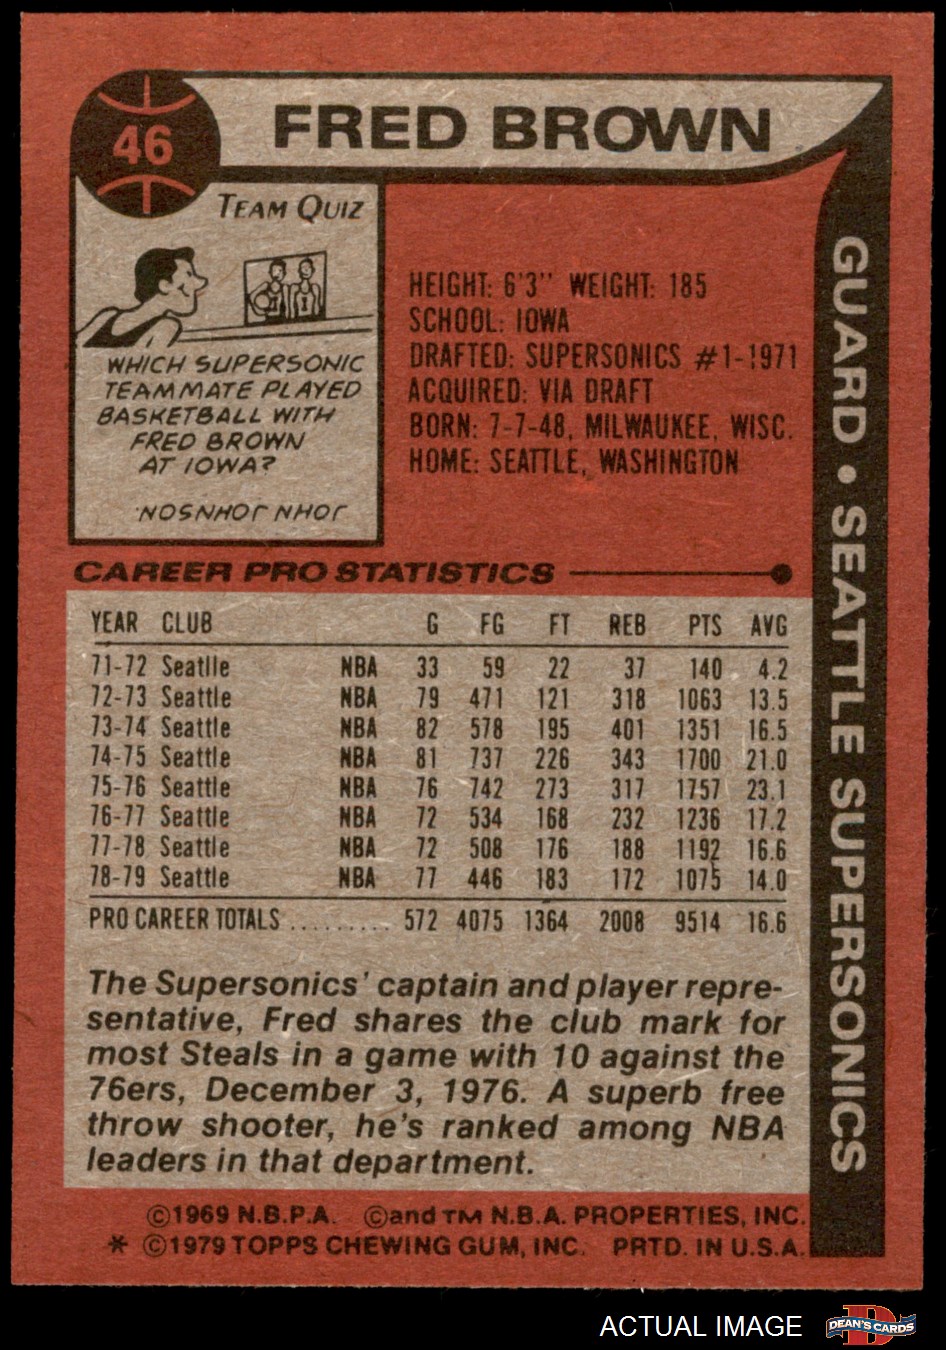 46
FRED BROWN
TEAM QUIZ
WHICH SUPERSONIC
TEAMMATE PLAYED
BASKETBALL WITH
FRED BROWN
AT IOWA?
JOHN JOHNSON
HEIGHT: 6'3" WEIGHT: 185
SCHOOL: IOWA
DRAFTED: SUPERSONICS #1-1971
ACQUIRED: VIA DRAFT
BORN: 7-7-48, MILWAUKEE, WISC.
HOME: SEATTLE, WASHINGTON
GUARD • SEATTLE SUPERSONICS
CAREER PRO STATISTICS
YEAR CLUB G FG FT REB PTS AVG
71-72 Seattle NBA 33 59 22 37 140 4.2
72-73 Seattle NBA 79 471 121 318 1063 13.5
73-74 Seattle NBA 82 578 195 401 1351 16.5
74-75 Seattle NBA 81 737 226 343 1700 21.0
75-76 Seattle NBA 76 742 273 317 1757 23.1
76-77 Seattle NBA 72 534 168 232 1236 17.2
77-78 Seattle NBA 72 508 176 188 1192 16.6
78-79 Seattle NBA 77 446 183 172 1075 14.0
PRO CAREER TOTALS ......... 572 4075 1364 2008 9514 16.6
The Supersonics' captain and player repre-
sentative, Fred shares the club mark for
most Steals in a game with 10 against the
76ers, December 3, 1976. A superb free
throw shooter, he's ranked among NBA
leaders in that department.
©1969 N.B.P.A. ©and TM N.B.A. PROPERTIES, INC.
* ©1979 TOPPS CHEWING GUM, INC. PRTD. IN U.S.A.
ACTUAL IMAGE
DEAN'S CARDS